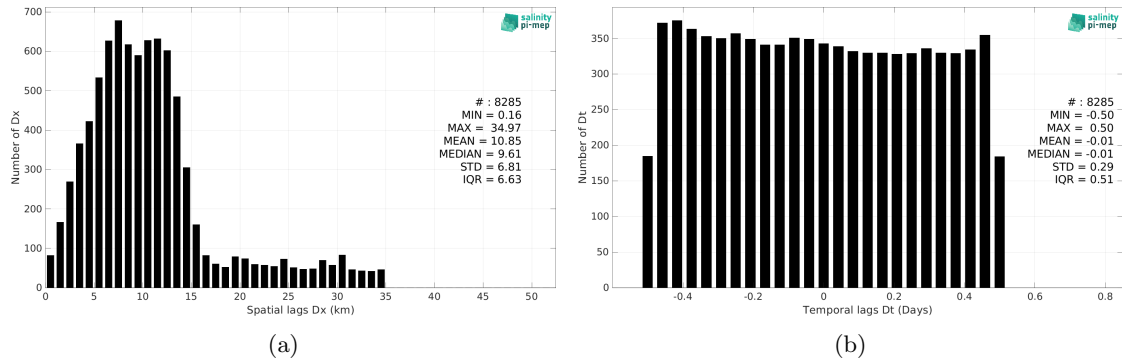 700
600
500
400
300
200
100
0
Number of Dx
0 5 10 15 20 25 30 35 40 45 50
Spatial lags Dx (km)
salinity
pi-mep
# : 8285
MIN = 0.16
MAX = 34.97
MEAN = 10.85
MEDIAN = 9.61
STD = 6.81
IQR = 6.63
(a)
350
300
250
200
150
100
50
0
Number of Dt
-0.4 -0.2 0 0.2 0.4 0.6 0.8
Temporal lags Dt (Days)
salinity
pi-mep
# : 8285
MIN = -0.50
MAX = 0.50
MEAN = -0.01
MEDIAN = -0.01
STD = 0.29
IQR = 0.51
(b)